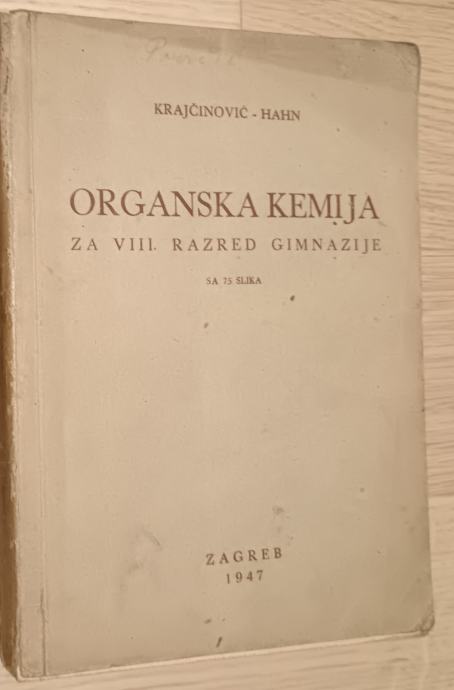 KRAJČINOVIĆ - HAHN
ORGANSKA KEMIJA
ZA VIII. RAZRED GIMNAZIJE
SA 75 SLIKA
ZAGREB
1947